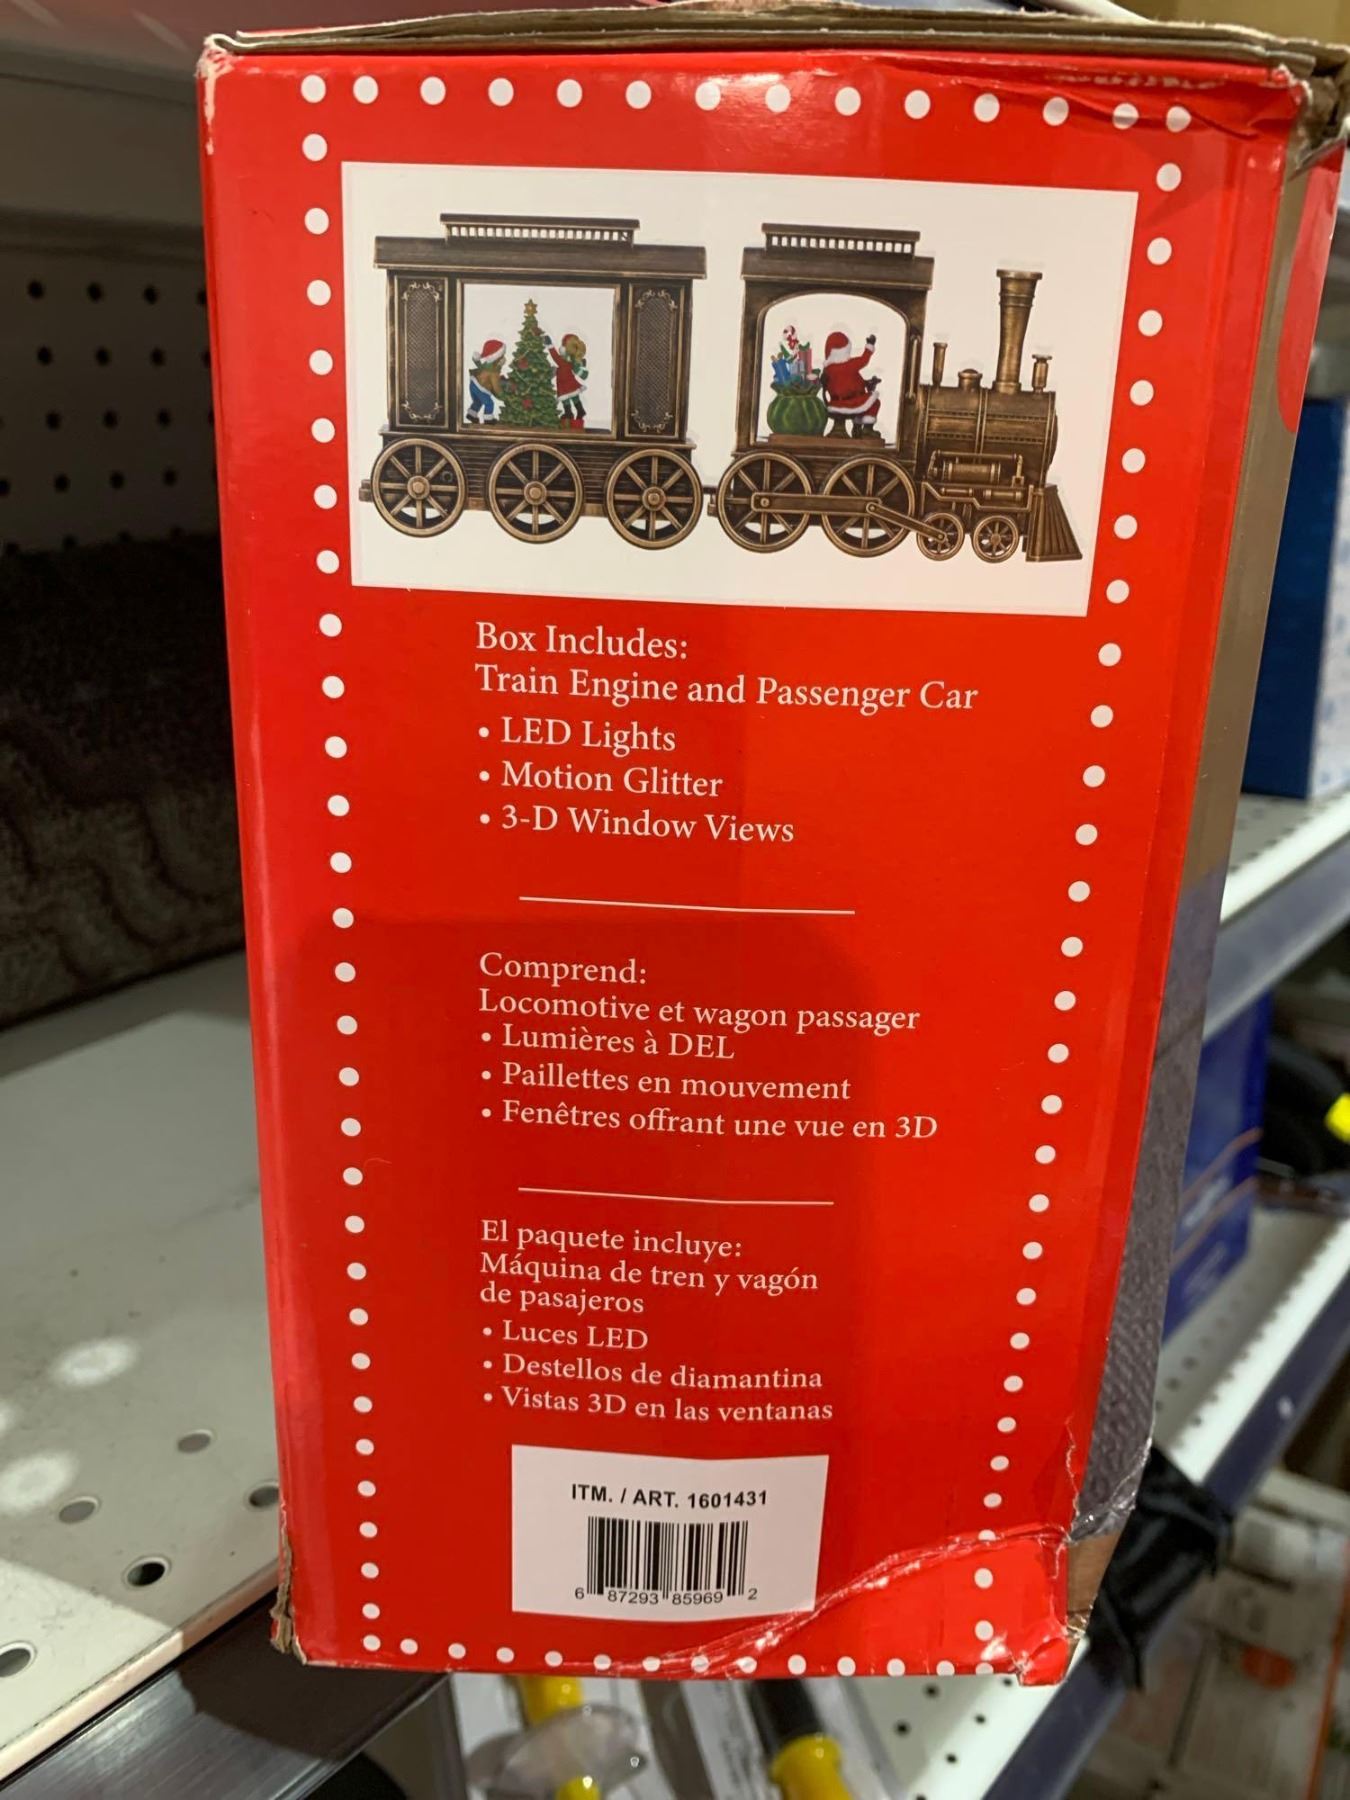 Box Includes:
Train Engine and Passenger Car
• LED Lights
• Motion Glitter
• 3-D Window Views
Comprend:
Locomotive et wagon passager
• Lumières à DEL
• Paillettes en mouvement
• Fenêtres offrant une vue en 3D
El paquete incluye:
Máquina de tren y vagón
de pasajeros
• Luces LED
• Destellos de diamantina
• Vistas 3D en las ventanas
ITM. / ART. 1601431
6 87293 85969 2